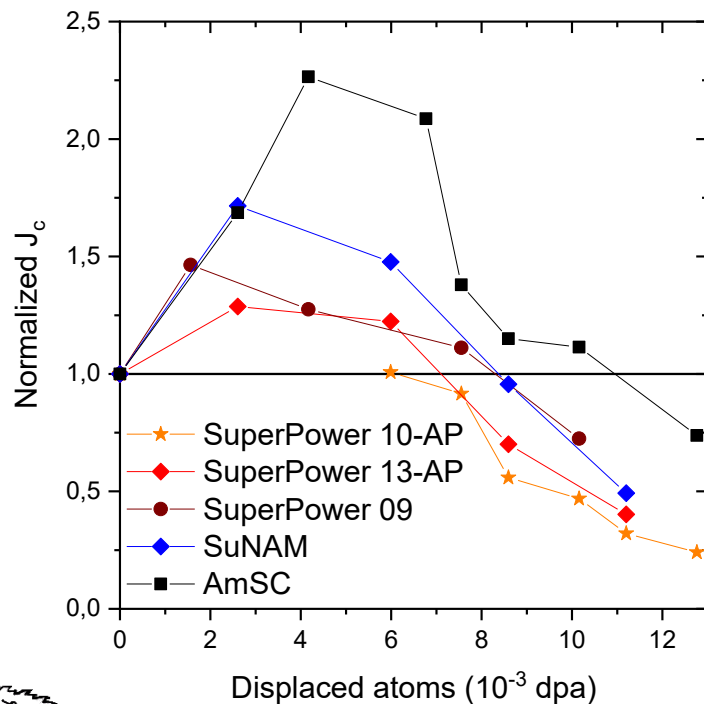 2,5
2,0
1,5
1,0
0,5
0,0
Normalized J_c
SuperPower 10-AP
SuperPower 13-AP
SuperPower 09
SuNAM
AmSC
0 2 4 6 8 10 12
Displaced atoms (10⁻³ dpa)